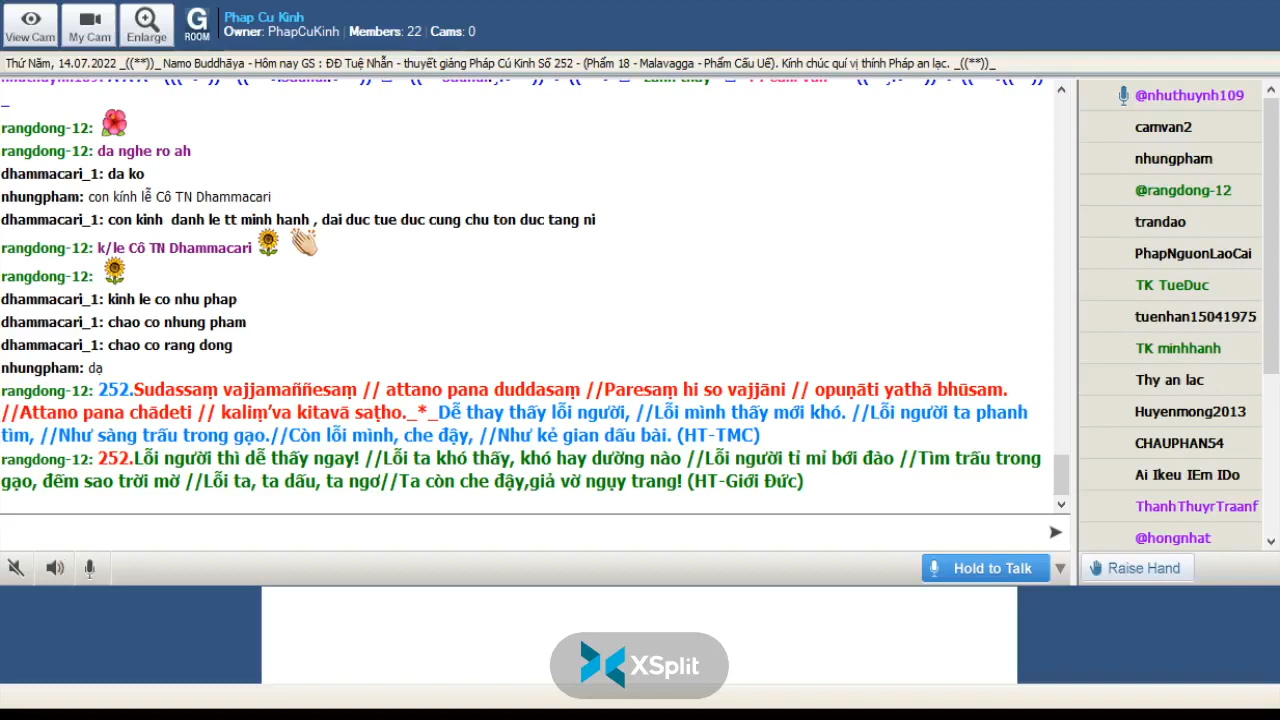 View Cam
My Cam
Enlarge
G
ROOM
Phap Cu Kinh
Owner: PhapCuKinh | Members: 22 | Cams: 0
Thứ Năm, 14.07.2022 _((**))_ Namo Buddhāya - Hôm nay GS : ĐĐ Tuệ Nhẫn - thuyết giảng Pháp Cú Kinh Số 252 - (Phẩm 18 - Malavagga - Phẩm Cấu Uế). Kính chúc quí vị thính Pháp an lạc. _((**))_
rangdong-12:
rangdong-12: da nghe ro ah
dhammacari_1: da ko
nhungpham: con kính lễ Cô TN Dhammacari
dhammacari_1: con kinh danh le tt minh hanh , dai duc tue duc cung chu ton duc tang ni
rangdong-12: k/le Cô TN Dhammacari
rangdong-12:
dhammacari_1: kinh le co nhu phap
dhammacari_1: chao co nhung pham
dhammacari_1: chao co rang dong
nhungpham: dạ
rangdong-12: 252.Sudassaṃ vajjamaññesaṃ // attano pana duddasaṃ //Paresaṃ hi so vajjāni // opuṇāti yathā bhūsam.
//Attano pana chādeti // kaliṃ’va kitavā saṭho._*_Dễ thay thấy lỗi người, //Lỗi mình thấy mới khó. //Lỗi người ta phanh
tìm, //Như sàng trấu trong gạo.//Còn lỗi mình, che đậy, //Như kẻ gian dấu bài. (HT-TMC)
rangdong-12: 252.Lỗi người thì dễ thấy ngay! //Lỗi ta khó thấy, khó hay dường nào //Lỗi người tỉ mỉ bới đào //Tìm trấu trong
gạo, đếm sao trời mờ //Lỗi ta, ta dấu, ta ngơ//Ta còn che đậy,giả vờ ngụy trang! (HT-Giới Đức)
@nhuthuynh109
camvan2
nhungpham
@rangdong-12
trandao
PhapNguonLaoCai
TK TueDuc
tuenhan15041975
TK minhhanh
Thy an lac
Huyenmong2013
CHAUPHAN54
Ai Ikeu IEm IDo
ThanhThuyrTraanf
@hongnhat
Hold to Talk
Raise Hand
XSplit